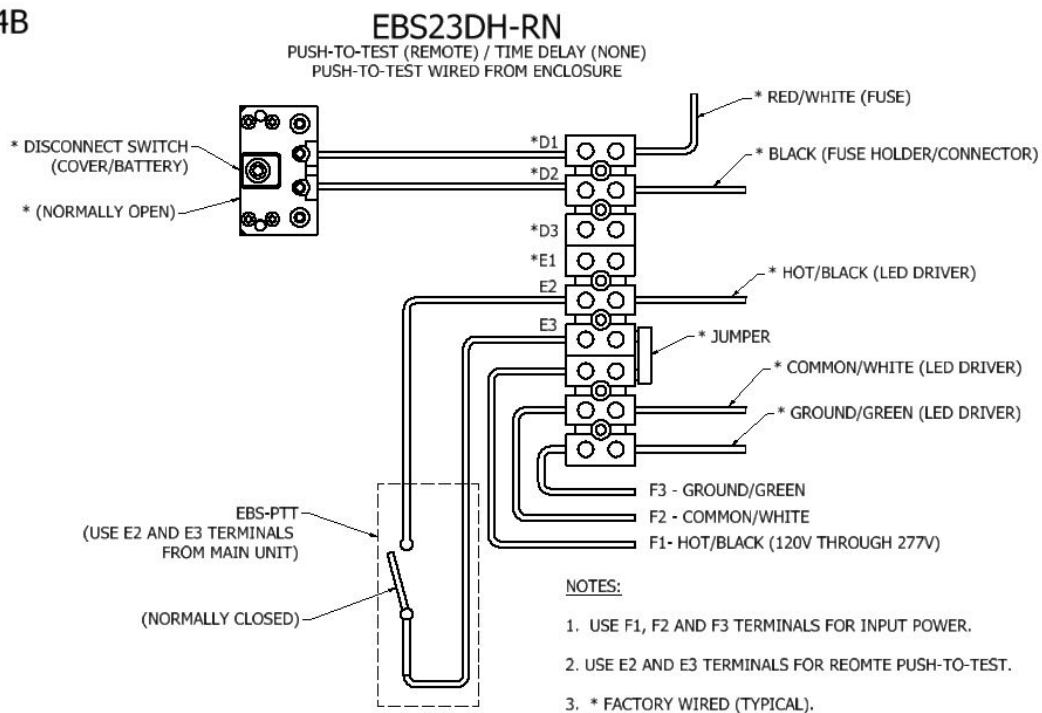 4B
EBS23DH-RN
PUSH-TO-TEST (REMOTE) / TIME DELAY (NONE)
PUSH-TO-TEST WIRED FROM ENCLOSURE
* RED/WHITE (FUSE)
* DISCONNECT SWITCH
(COVER/BATTERY)
*D1
* BLACK (FUSE HOLDER/CONNECTOR)
*D2
* (NORMALLY OPEN)
*D3
*E1
* HOT/BLACK (LED DRIVER)
E2
E3
* JUMPER
* COMMON/WHITE (LED DRIVER)
* GROUND/GREEN (LED DRIVER)
F3 - GROUND/GREEN
EBS-PTT
(USE E2 AND E3 TERMINALS
FROM MAIN UNIT)
F2 - COMMON/WHITE
F1- HOT/BLACK (120V THROUGH 277V)
(NORMALLY CLOSED)
NOTES:
1. USE F1, F2 AND F3 TERMINALS FOR INPUT POWER.
2. USE E2 AND E3 TERMINALS FOR REOMTE PUSH-TO-TEST.
3. * FACTORY WIRED (TYPICAL).